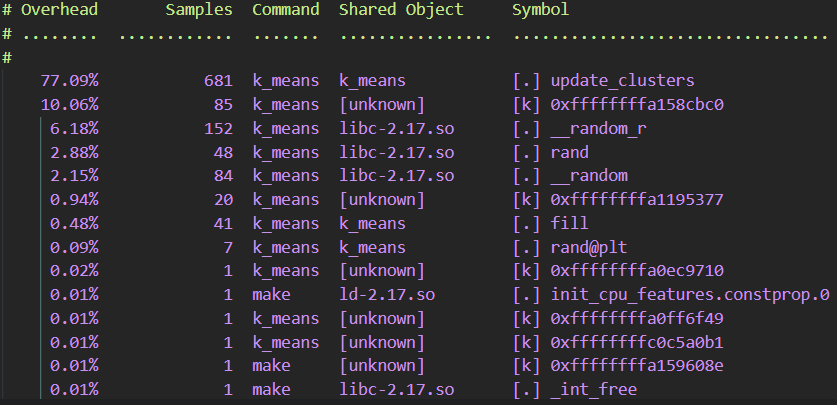 # Overhead       Samples  Command  Shared Object     Symbol
# ........  ............  .......  ................  .................................
#
    77.09%           681  k_means  k_means           [.] update_clusters
    10.06%            85  k_means  [unknown]         [k] 0xffffffffa158cbc0
     6.18%           152  k_means  libc-2.17.so      [.] __random_r
     2.88%            48  k_means  libc-2.17.so      [.] rand
     2.15%            84  k_means  libc-2.17.so      [.] __random
     0.94%            20  k_means  [unknown]         [k] 0xffffffffa1195377
     0.48%            41  k_means  k_means           [.] fill
     0.09%             7  k_means  k_means           [.] rand@plt
     0.02%             1  k_means  [unknown]         [k] 0xffffffffa0ec9710
     0.01%             1  make     ld-2.17.so        [.] init_cpu_features.constprop.0
     0.01%             1  k_means  [unknown]         [k] 0xffffffffa0ff6f49
     0.01%             1  k_means  [unknown]         [k] 0xffffffffc0c5a0b1
     0.01%             1  make     [unknown]         [k] 0xffffffffa159608e
     0.01%             1  make     libc-2.17.so      [.] _int_free